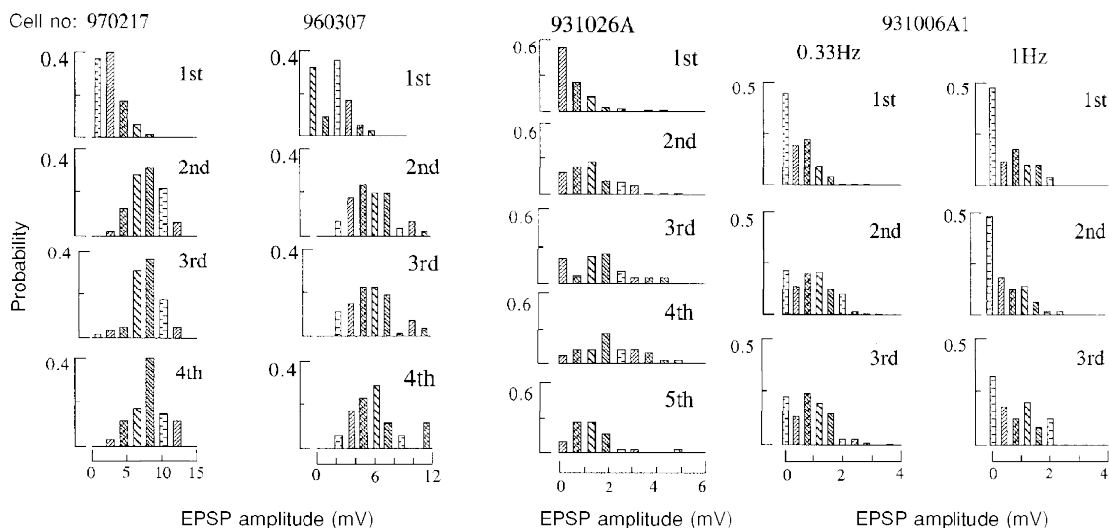 Cell no: 970217 960307 931026A 931006A1
0.33Hz 1Hz
0.4 1st
0.4 2nd
0.4 3rd
0.4 4th
0 5 10 15
0.4 1st
0.4 2nd
0.4 3rd
0.4 4th
0 6 12
0.6 1st
0.6 2nd
0.6 3rd
0.6 4th
0.6 5th
0 2 4 6
0.5 1st
0.5 2nd
0.5 3rd
0 2 4
0.5 1st
0.5 2nd
0.5 3rd
0 2 4
Probability
EPSP amplitude (mV) EPSP amplitude (mV)